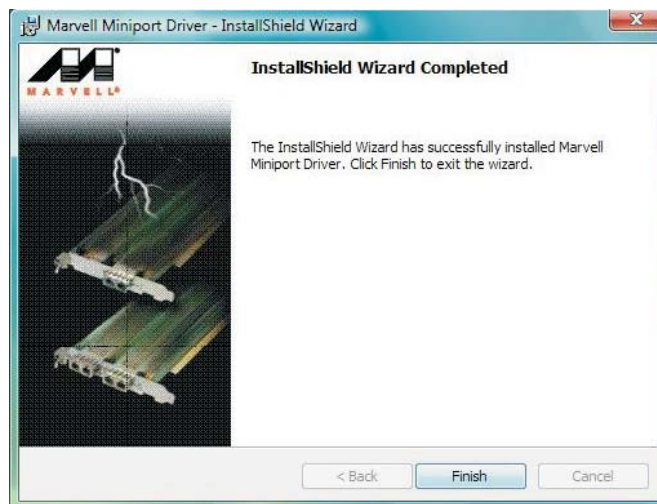 Marvell Miniport Driver - InstallShield Wizard
MARVELL®
InstallShield Wizard Completed
The InstallShield Wizard has successfully installed Marvell
Miniport Driver. Click Finish to exit the wizard.
< Back
Finish
Cancel